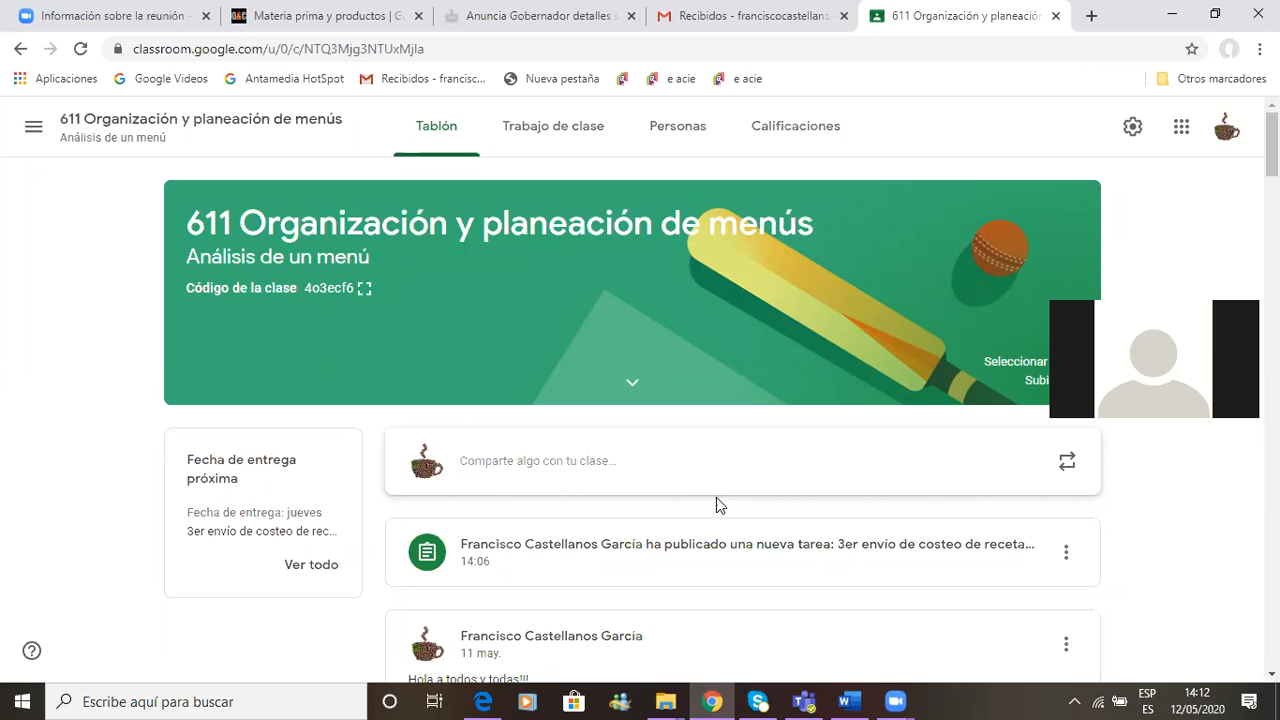 Información sobre la reunión -
Materia prima y productos | G
Anuncia Gobernador detalles s
Recibidos - franciscocastellano
611 Organización y planeación
classroom.google.com/u/0/c/NTQ3Mjg3NTUxMjla
Aplicaciones
Google Videos
Antamedia HotSpot
Recibidos - francisc...
Nueva pestaña
e acie
e acie
Otros marcadores
611 Organización y planeación de menús
Análisis de un menú
Tablón
Trabajo de clase
Personas
Calificaciones
611 Organización y planeación de menús
Análisis de un menú
Código de la clase 4o3ecf6
Seleccionar
Subi
Fecha de entrega
próxima
Fecha de entrega: jueves
3er envío de costeo de rec...
Ver todo
Comparte algo con tu clase...
Francisco Castellanos García ha publicado una nueva tarea: 3er envío de costeo de receta...
14:06
Francisco Castellanos García
11 may.
Hola a todos y todas!!!
Escribe aquí para buscar
ESP
ES
14:12
12/05/2020